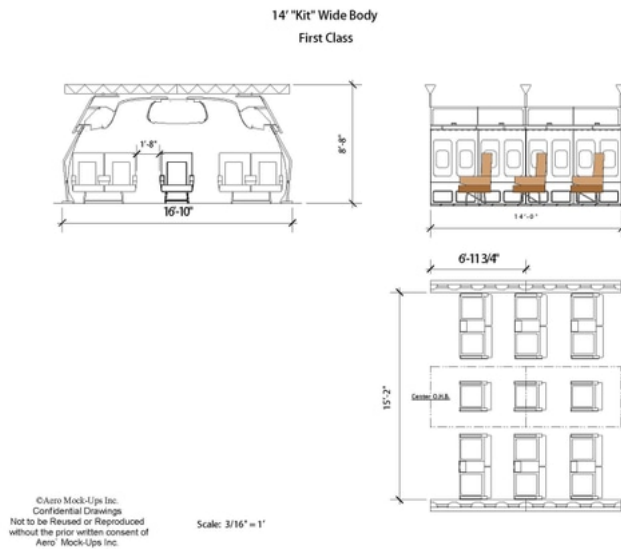 14' "Kit" Wide Body
First Class
1'-8"
8'-8"
16'-10"
14'-0"
6'-11 3/4"
15'-2"
Center O.H.B.
©Aero Mock-Ups Inc.
Confidential Drawings
Not to be Reused or Reproduced
without the prior written consent of
Aero' Mock-Ups Inc.
Scale: 3/16" = 1'